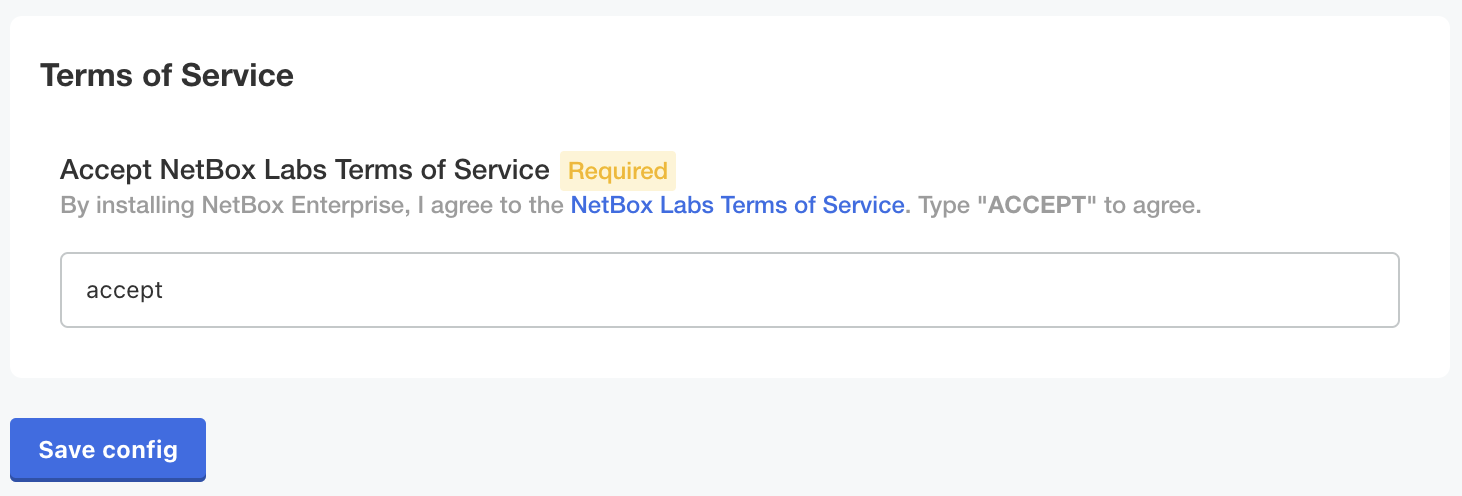 Terms of Service
Accept NetBox Labs Terms of Service Required
By installing NetBox Enterprise, I agree to the NetBox Labs Terms of Service. Type "ACCEPT" to agree.
accept
Save config